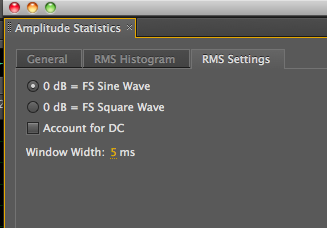 Amplitude Statistics ×
General RMS Histogram RMS Settings
0 dB = FS Sine Wave
0 dB = FS Square Wave
Account for DC
Window Width: 5 ms